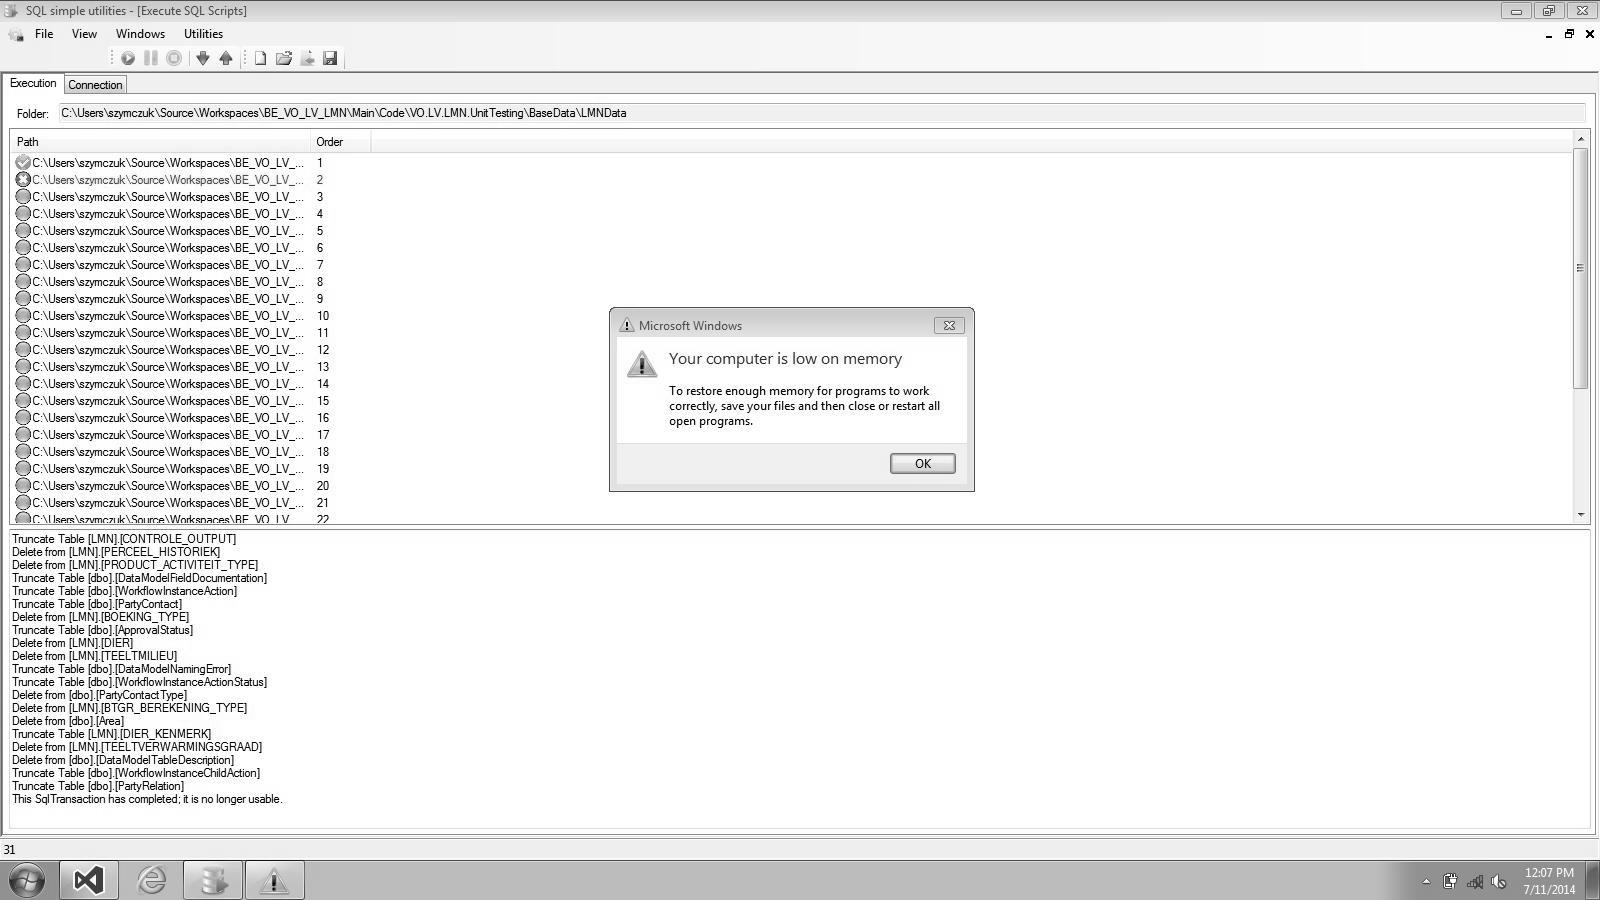 SQL simple utilities - [Execute SQL Scripts]
File View Windows Utilities
Execution Connection
Folder: C:\Users\szymczuk\Source\Workspaces\BE_VO_LV_LMN\Main\Code\VO.LV.LMN.UnitTesting\BaseData\LMNData
Path Order
C:\Users\szymczuk\Source\Workspaces\BE_VO_LV_... 1
C:\Users\szymczuk\Source\Workspaces\BE_VO_LV_... 2
C:\Users\szymczuk\Source\Workspaces\BE_VO_LV_... 3
C:\Users\szymczuk\Source\Workspaces\BE_VO_LV_... 4
C:\Users\szymczuk\Source\Workspaces\BE_VO_LV_... 5
C:\Users\szymczuk\Source\Workspaces\BE_VO_LV_... 6
C:\Users\szymczuk\Source\Workspaces\BE_VO_LV_... 7
C:\Users\szymczuk\Source\Workspaces\BE_VO_LV_... 8
C:\Users\szymczuk\Source\Workspaces\BE_VO_LV_... 9
C:\Users\szymczuk\Source\Workspaces\BE_VO_LV_... 10
C:\Users\szymczuk\Source\Workspaces\BE_VO_LV_... 11
C:\Users\szymczuk\Source\Workspaces\BE_VO_LV_... 12
C:\Users\szymczuk\Source\Workspaces\BE_VO_LV_... 13
C:\Users\szymczuk\Source\Workspaces\BE_VO_LV_... 14
C:\Users\szymczuk\Source\Workspaces\BE_VO_LV_... 15
C:\Users\szymczuk\Source\Workspaces\BE_VO_LV_... 16
C:\Users\szymczuk\Source\Workspaces\BE_VO_LV_... 17
C:\Users\szymczuk\Source\Workspaces\BE_VO_LV_... 18
C:\Users\szymczuk\Source\Workspaces\BE_VO_LV_... 19
C:\Users\szymczuk\Source\Workspaces\BE_VO_LV_... 20
C:\Users\szymczuk\Source\Workspaces\BE_VO_LV_... 21
C:\Users\szymczuk\Source\Workspaces\BE_VO_LV_... 22
Microsoft Windows
Your computer is low on memory
To restore enough memory for programs to work
correctly, save your files and then close or restart all
open programs.
OK
Truncate Table [LMN].[CONTROLE_OUTPUT]
Delete from [LMN].[PERCEEL_HISTORIEK]
Delete from [LMN].[PRODUCT_ACTIVITEIT_TYPE]
Truncate Table [dbo].[DataModelFieldDocumentation]
Truncate Table [dbo].[WorkflowInstanceAction]
Truncate Table [dbo].[PartyContact]
Delete from [LMN].[BOEKING_TYPE]
Truncate Table [dbo].[ApprovalStatus]
Delete from [LMN].[DIER]
Delete from [LMN].[TEELTMILIEU]
Truncate Table [dbo].[DataModelNamingError]
Truncate Table [dbo].[WorkflowInstanceActionStatus]
Delete from [dbo].[PartyContactType]
Delete from [LMN].[BTGR_BEREKENING_TYPE]
Delete from [dbo].[Area]
Truncate Table [LMN].[DIER_KENMERK]
Delete from [LMN].[TEELTVERWARMINGSGRAAD]
Delete from [dbo].[DataModelTableDescription]
Truncate Table [dbo].[WorkflowInstanceChildAction]
Truncate Table [dbo].[PartyRelation]
This SqlTransaction has completed; it is no longer usable.
31
12:07 PM
7/11/2014